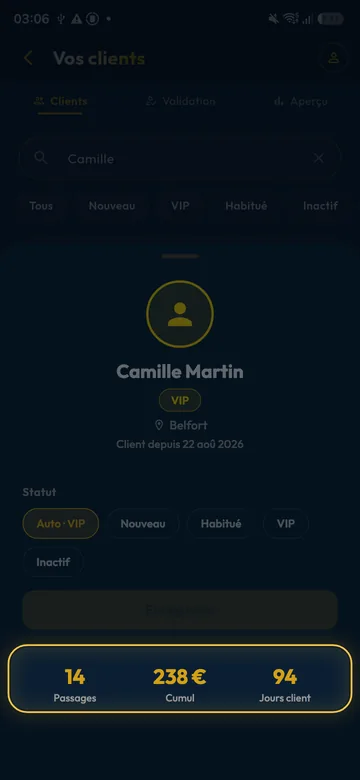 03:06
Vos clients
Clients Validation Aperçu
Camille
Tous Nouveau VIP Habitué Inactif
Camille Martin
VIP
Belfort
Client depuis 22 aoû 2026
Statut
Auto · VIP Nouveau Habitué VIP
Inactif
14 238 € 94
Passages Cumul Jours client